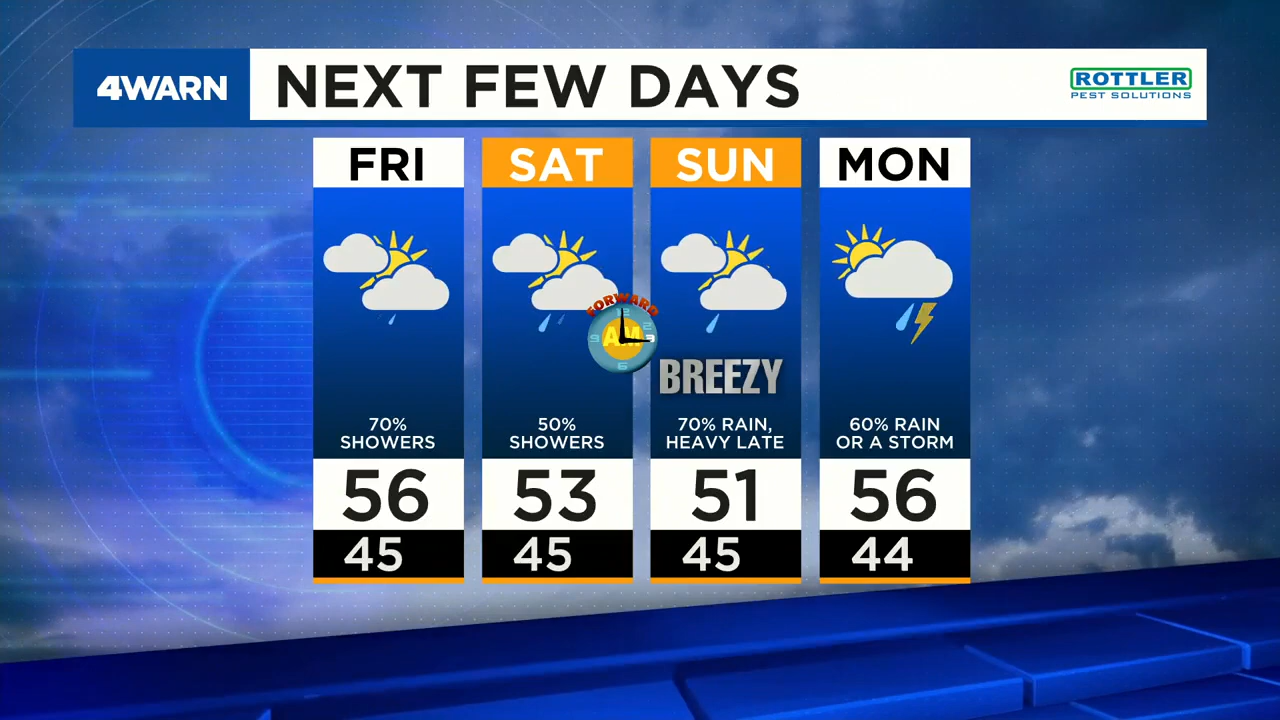 4WARN
NEXT FEW DAYS
ROTTLER
PEST SOLUTIONS
FRI
SAT
SUN
MON
FORWARD
AM
BREEZY
70%
SHOWERS
50%
SHOWERS
70% RAIN,
HEAVY LATE
60% RAIN
OR A STORM
56
53
51
56
45
45
45
44